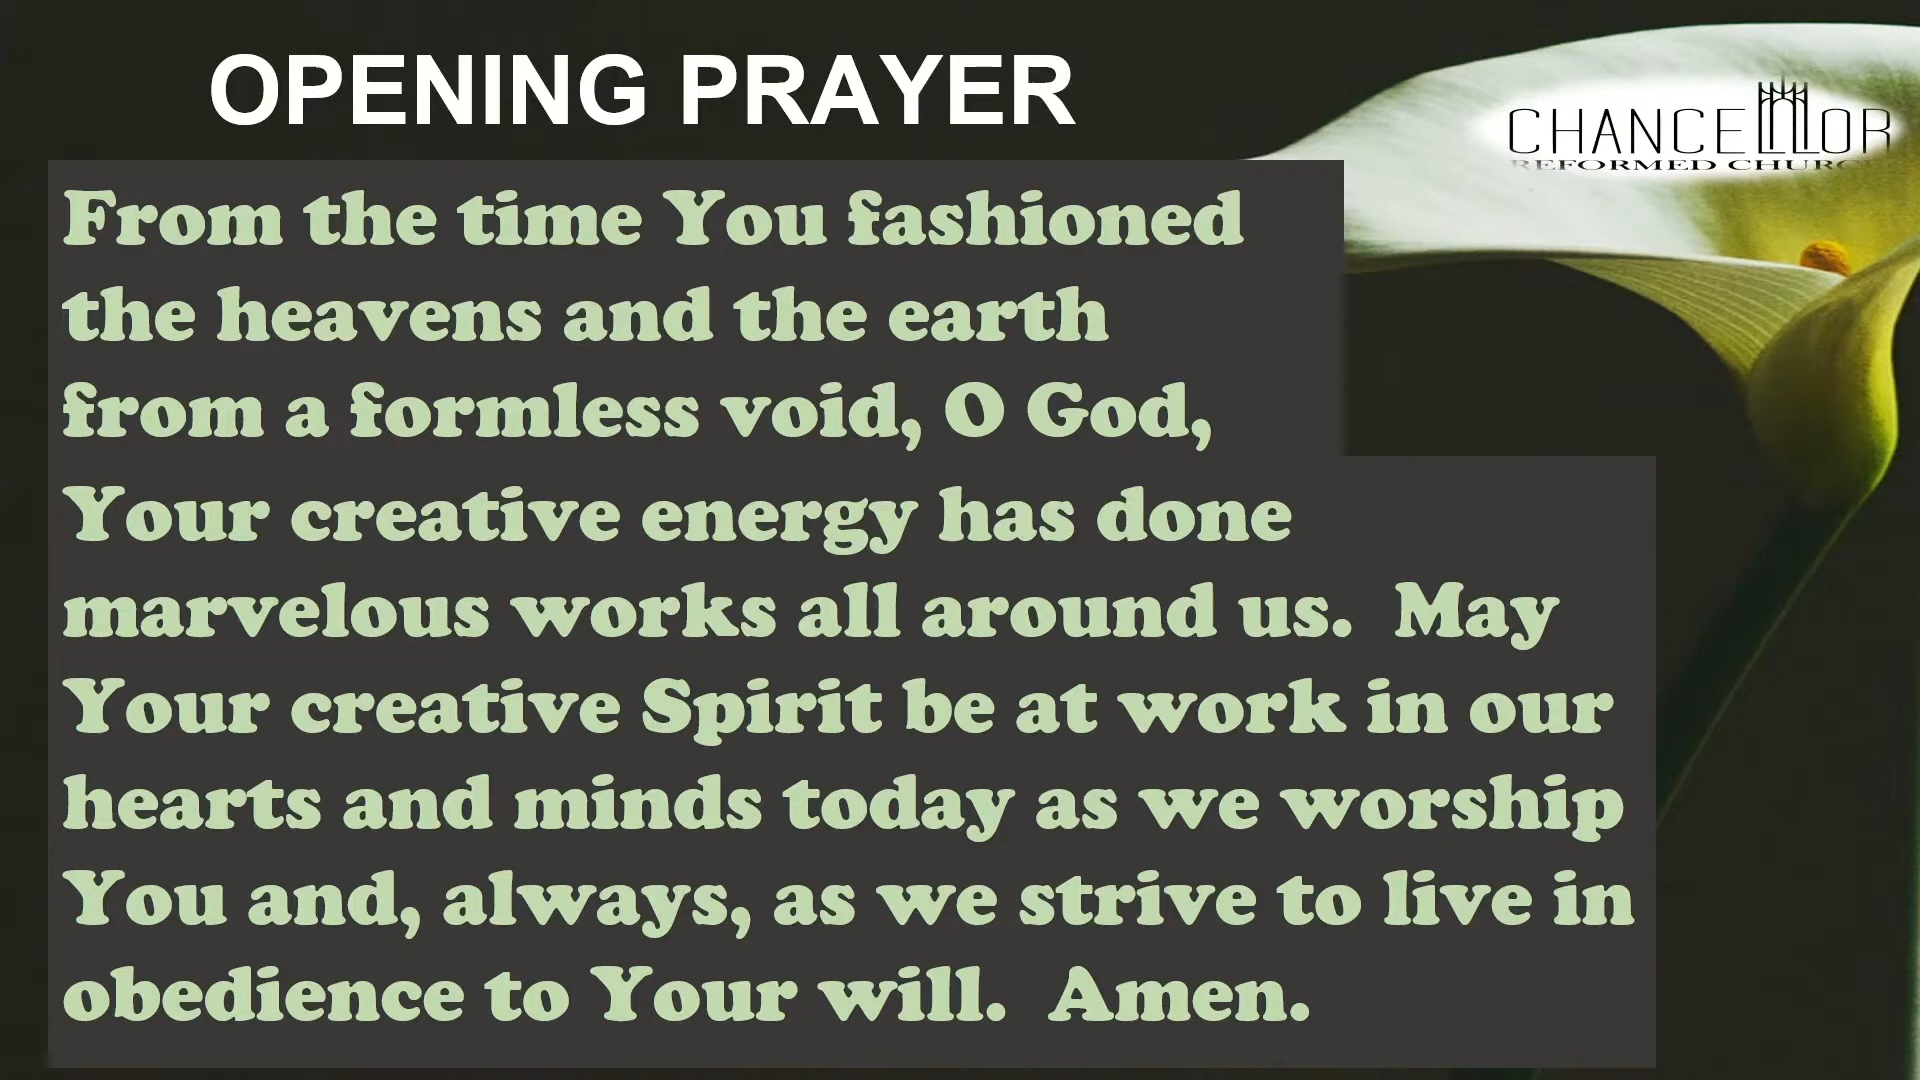 OPENING PRAYER
CHANCELLOR
REFORMED CHURCH
From the time You fashioned
the heavens and the earth
from a formless void, O God,
Your creative energy has done
marvelous works all around us.  May
Your creative Spirit be at work in our
hearts and minds today as we worship
You and, always, as we strive to live in
obedience to Your will.  Amen.